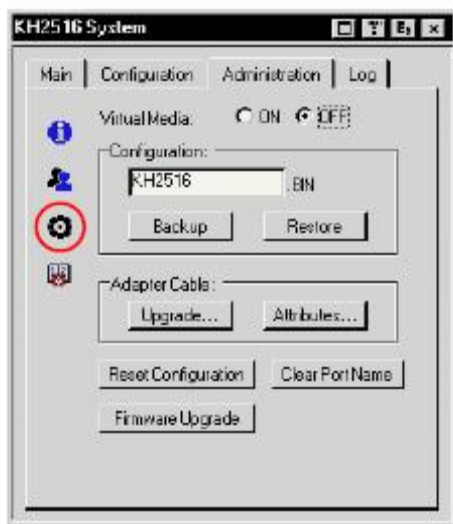 KH2516 System
Main Configuration Administration Log
Virtual Media: ON OFF
Configuration:
KH2516 .BIN
Backup Restore
Adapter Cable:
Upgrade... Attributes...
Reset Configuration Clear Port Name
Firmware Upgrade